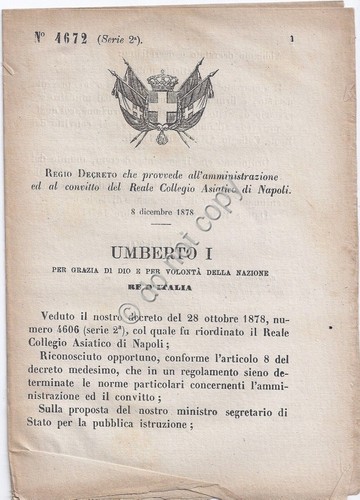 Nº 4672 (Serie 2ª).
1
REGIO DECRETO che provvede all'amministrazione
ed al convitto del Reale Collegio Asiatico di Napoli.
8 dicembre 1878
UMBERTO I
PER GRAZIA DI DIO E PER VOLONTÀ DELLA NAZIONE
RE D'ITALIA
Veduto il nostro decreto del 28 ottobre 1878, nu-
mero 4606 (serie 2ª), col quale fu riordinato il Reale
Collegio Asiatico di Napoli;
Riconosciuto opportuno, conforme l'articolo 8 del
decreto medesimo, che in un regolamento sieno de-
terminate le norme particolari concernenti l'ammi-
nistrazione ed il convitto;
Sulla proposta del nostro ministro segretario di
Stato per la pubblica istruzione;
do not copy